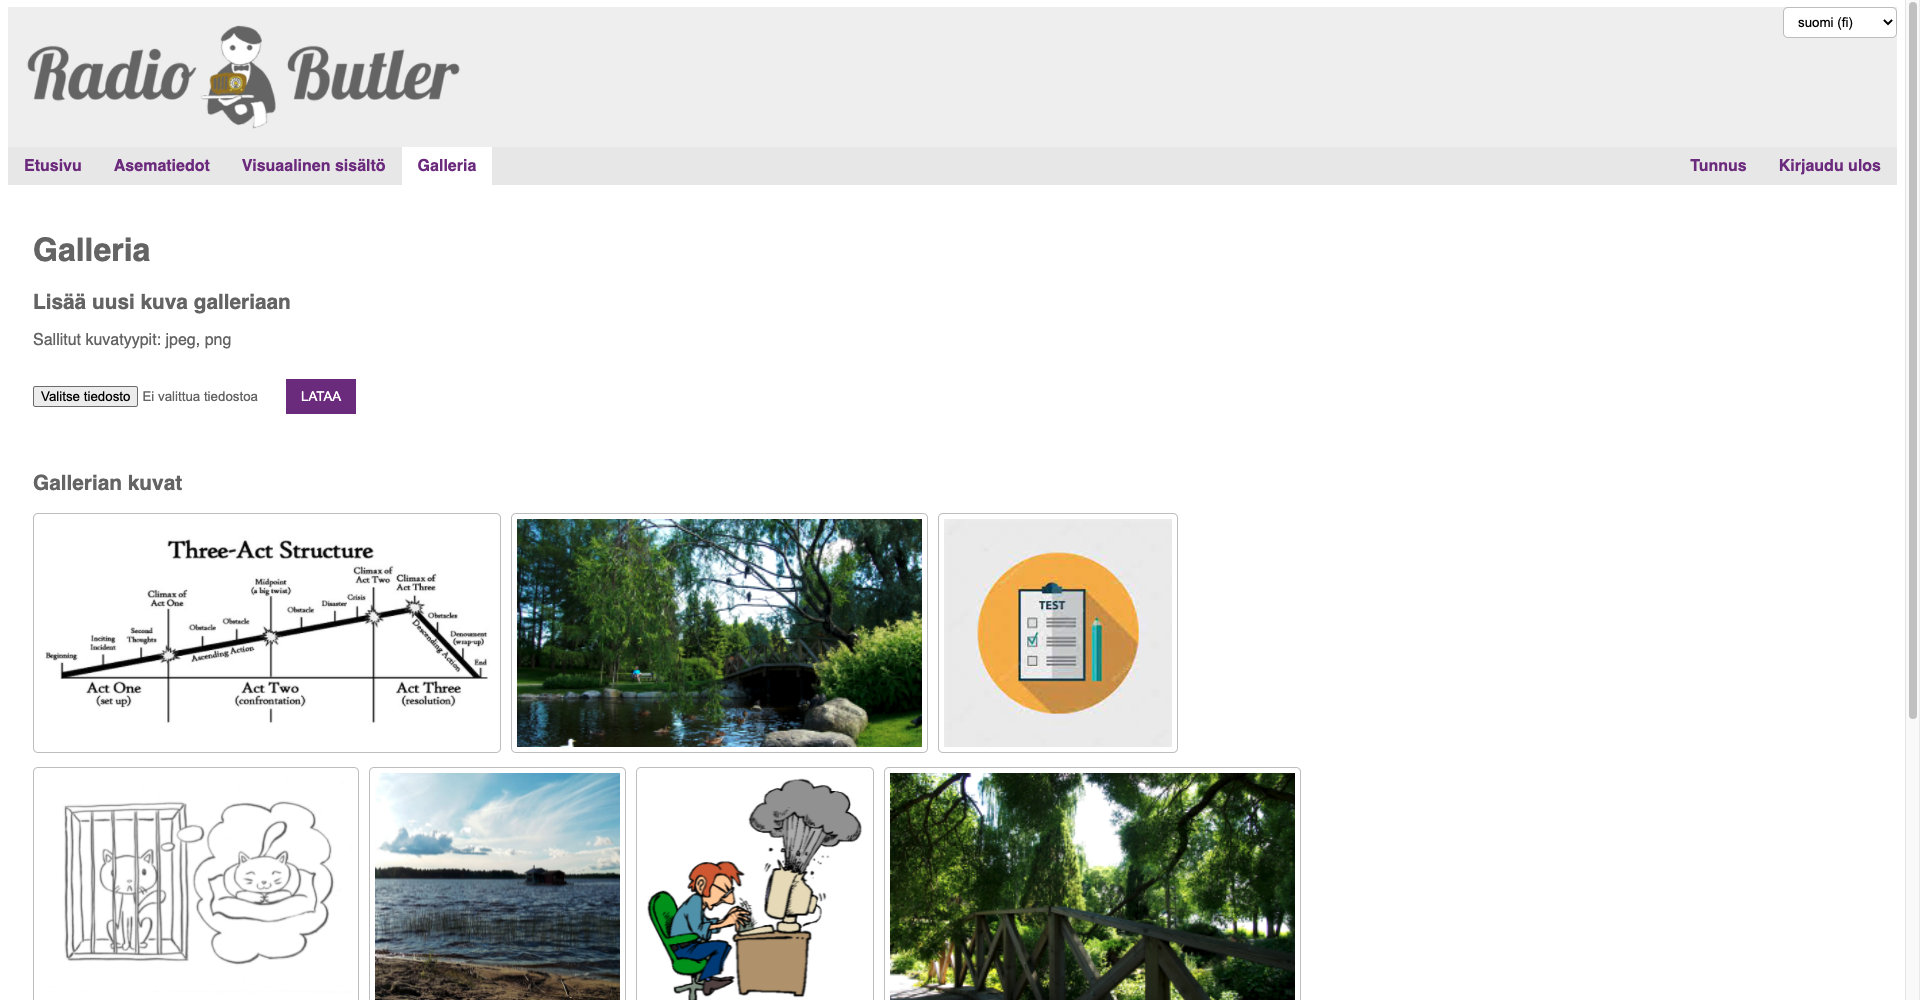 suomi (fi)
Radio Butler
Etusivu Asematiedot Visuaalinen sisältö Galleria Tunnus Kirjaudu ulos
Galleria
Lisää uusi kuva galleriaan
Sallitut kuvatyypit: jpeg, png
Valitse tiedosto Ei valittua tiedostoa LATAA
Gallerian kuvat
Three-Act Structure
Climax of
Act One
Midpoint
(a big twist)
Climax of
Act Two
Climax of
Act Three
Beginning
Inciting
Incident
Second
Thoughts
Obstacle
Obstacle
Obstacle
Disaster
Crisis
Obstacles
Denoument
(wrap-up)
End
Ascending Action
Descending Action
Act One
(set up)
Act Two
(confrontation)
Act Three
(resolution)
TEST